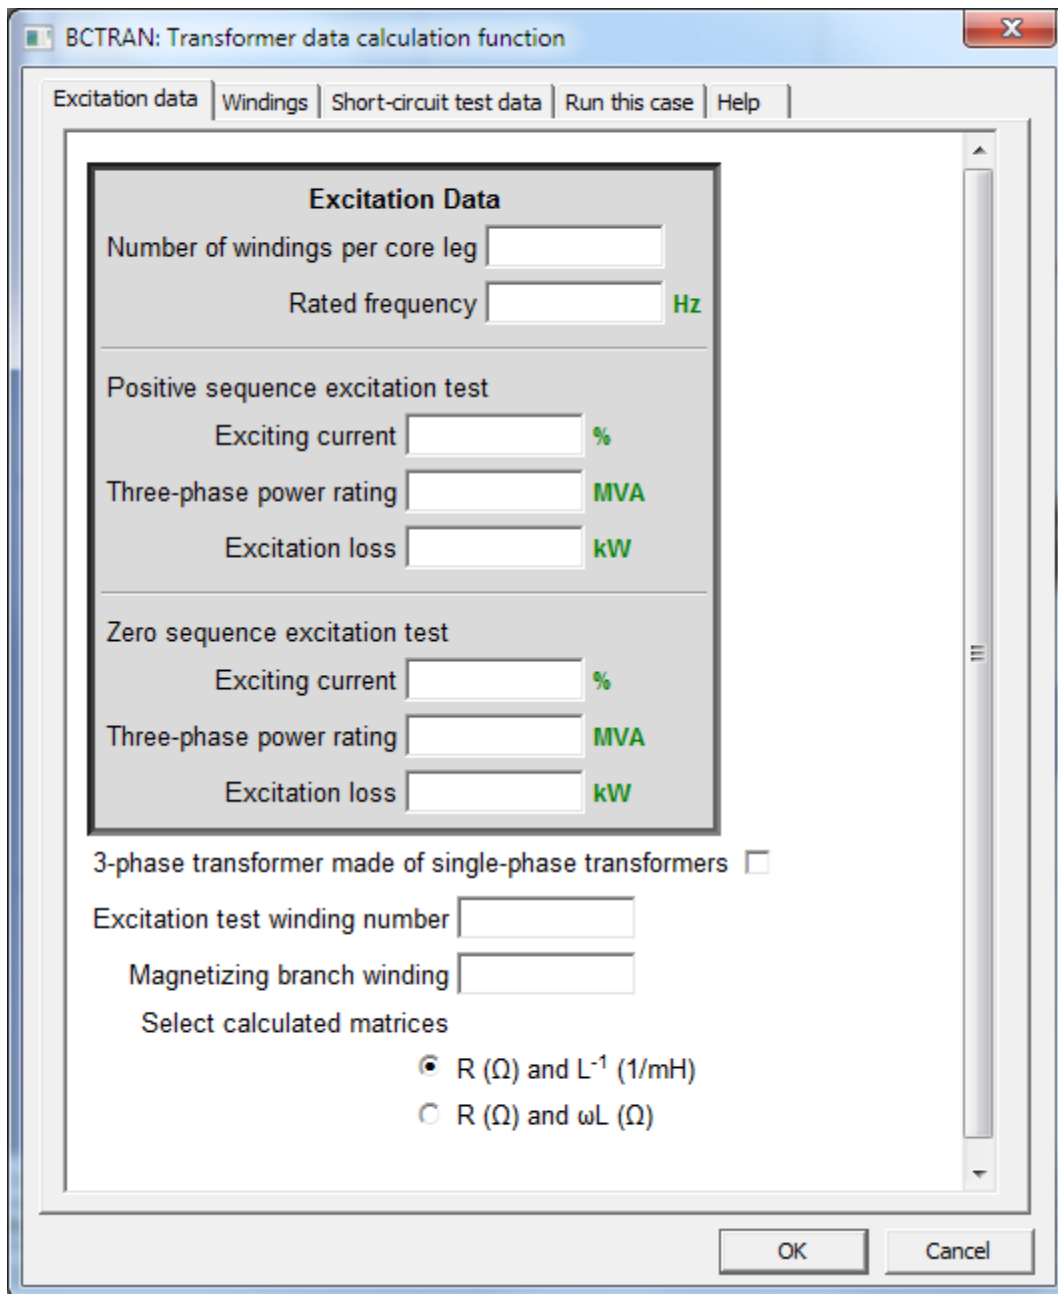 BCTRAN: Transformer data calculation function
Excitation data Windings Short-circuit test data Run this case Help
Excitation Data
Number of windings per core leg
Rated frequency Hz
Positive sequence excitation test
Exciting current %
Three-phase power rating MVA
Excitation loss kW
Zero sequence excitation test
Exciting current %
Three-phase power rating MVA
Excitation loss kW
3-phase transformer made of single-phase transformers
Excitation test winding number
Magnetizing branch winding
Select calculated matrices
R (Ω) and L⁻¹ (1/mH)
R (Ω) and ωL (Ω)
OK Cancel